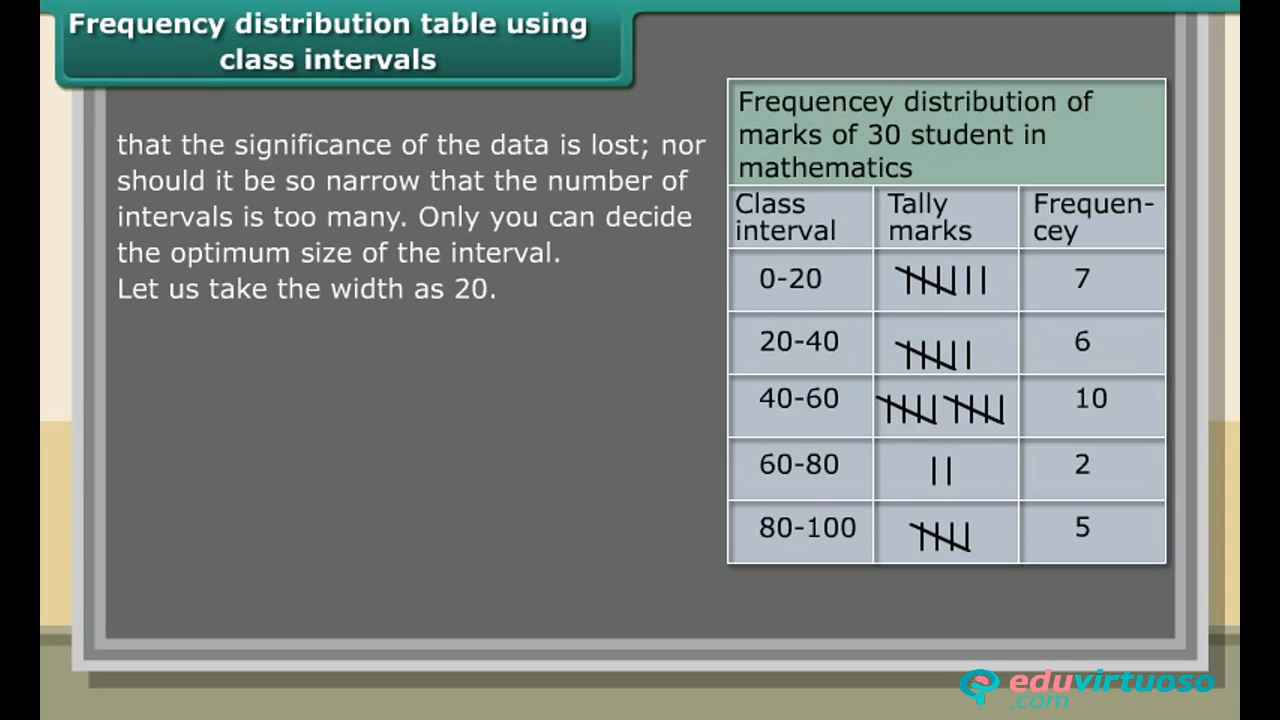 Frequency distribution table using
class intervals
that the significance of the data is lost; nor
should it be so narrow that the number of
intervals is too many. Only you can decide
the optimum size of the interval.
Let us take the width as 20.
Frequencey distribution of
marks of 30 student in
mathematics
Class interval Tally marks Frequen-cey
0-20 7
20-40 6
40-60 10
60-80 2
80-100 5
eduvirtuoso
.com